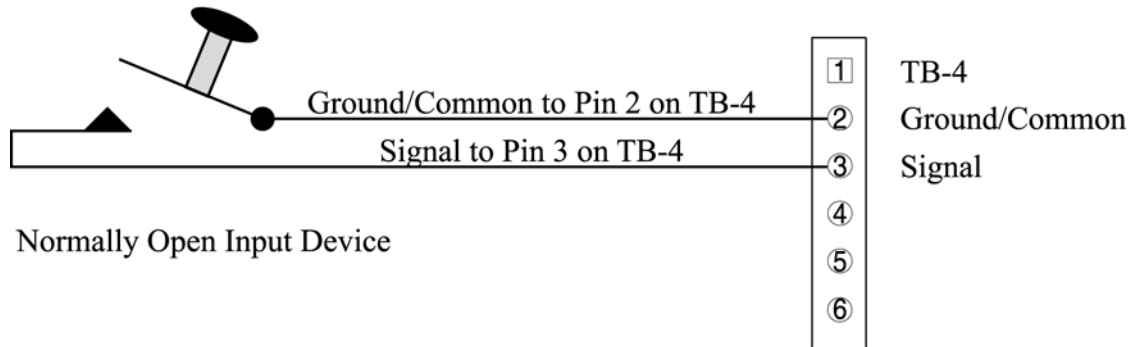 1 TB-4
Ground/Common to Pin 2 on TB-4 2 Ground/Common
Signal to Pin 3 on TB-4 3 Signal
4
Normally Open Input Device
5
6